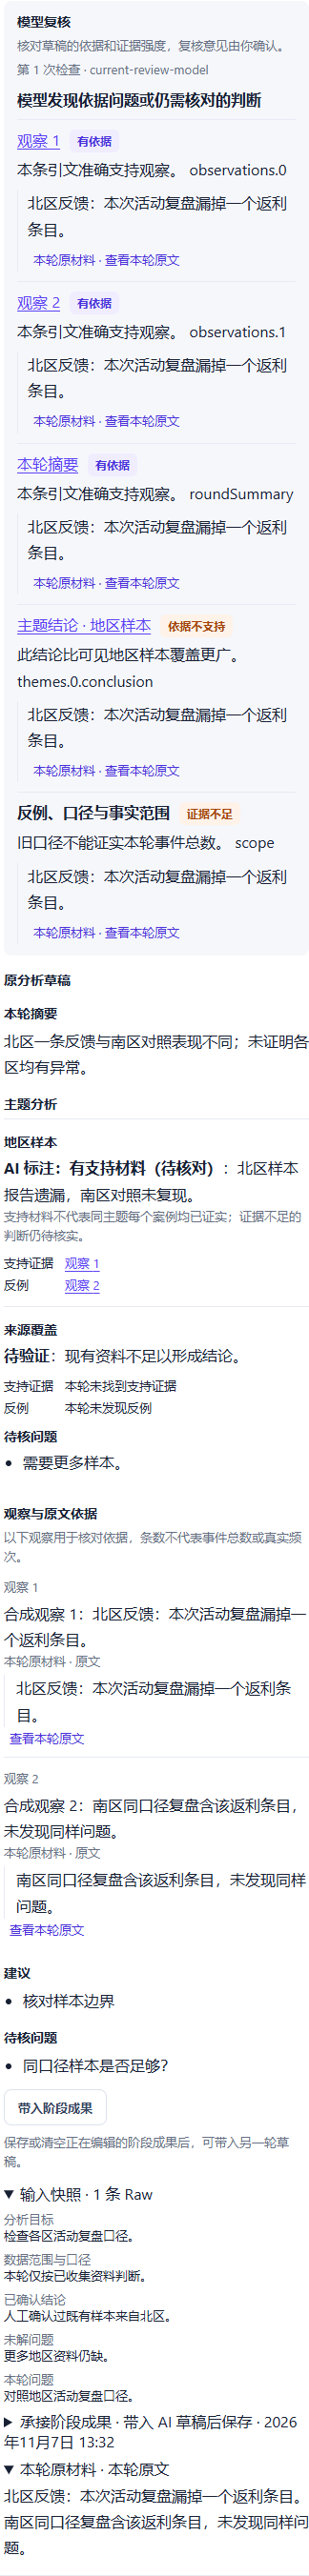 模型复核
核对草稿的依据和证据强度，复核意见由你确认。
第 1 次检查 · current-review-model
模型发现依据问题或仍需核对的判断
观察 1 有依据
本条引文准确支持观察。 observations.0
北区反馈：本次活动复盘漏掉一个返利
条目。
本轮原材料 · 查看本轮原文
观察 2 有依据
本条引文准确支持观察。 observations.1
北区反馈：本次活动复盘漏掉一个返利
条目。
本轮原材料 · 查看本轮原文
本轮摘要 有依据
本条引文准确支持观察。 roundSummary
北区反馈：本次活动复盘漏掉一个返利
条目。
本轮原材料 · 查看本轮原文
主题结论 · 地区样本 依据不支持
此结论比可见地区样本覆盖更广。
themes.0.conclusion
北区反馈：本次活动复盘漏掉一个返利
条目。
本轮原材料 · 查看本轮原文
反例、口径与事实范围 证据不足
旧口径不能证实本轮事件总数。 scope
北区反馈：本次活动复盘漏掉一个返利
条目。
本轮原材料 · 查看本轮原文
原分析草稿
本轮摘要
北区一条反馈与南区对照表现不同；未证明各
区均有异常。
主题分析
地区样本
AI 标注：有支持材料（待核对）：北区样本
报告遗漏，南区对照未复现。
支持材料不代表同主题每个案例均已证实；证据不足的
判断仍待核实。
支持证据 观察 1
反例 观察 2
来源覆盖
待验证：现有资料不足以形成结论。
支持证据 本轮未找到支持证据
反例 本轮未发现反例
待核问题
• 需要更多样本。
观察与原文依据
以下观察用于核对依据，条数不代表事件总数或真实频
次。
观察 1
合成观察 1：北区反馈：本次活动复盘漏掉一
个返利条目。
本轮原材料 · 原文
北区反馈：本次活动复盘漏掉一个返利条
目。
查看本轮原文
观察 2
合成观察 2：南区同口径复盘含该返利条目，
未发现同样问题。
本轮原材料 · 原文
南区同口径复盘含该返利条目，未发现同样
问题。
查看本轮原文
建议
• 核对样本边界
待核问题
• 同口径样本是否足够？
带入阶段成果
保存或清空正在编辑的阶段成果后，可带入另一轮草
稿。
▼ 输入快照 · 1 条 Raw
分析目标
检查各区活动复盘口径。
数据范围与口径
本轮仅按已收集资料判断。
已确认结论
人工确认过既有样本来自北区。
未解问题
更多地区资料仍缺。
本轮问题
对照地区活动复盘口径。
▶ 承接阶段成果 · 带入 AI 草稿后保存 · 2026
年11月7日 13:32
▼ 本轮原材料 · 本轮原文
北区反馈：本次活动复盘漏掉一个返利条目。
南区同口径复盘含该返利条目，未发现同样问
题。